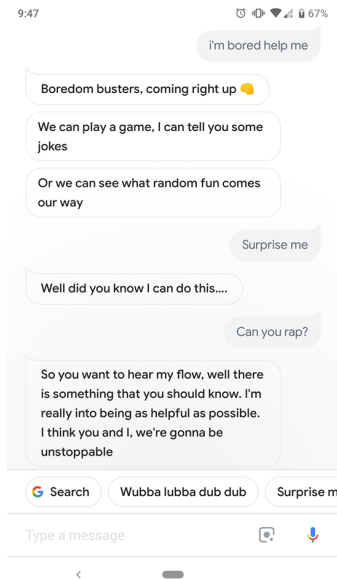 9:47
67%
i'm bored help me
Boredom busters, coming right up 👊
We can play a game, I can tell you some
jokes
Or we can see what random fun comes
our way
Surprise me
Well did you know I can do this....
Can you rap?
So you want to hear my flow, well there
is something that you should know. I'm
really into being as helpful as possible.
I think you and I, we're gonna be
unstoppable
Search
Wubba lubba dub dub
Surprise m
Type a message